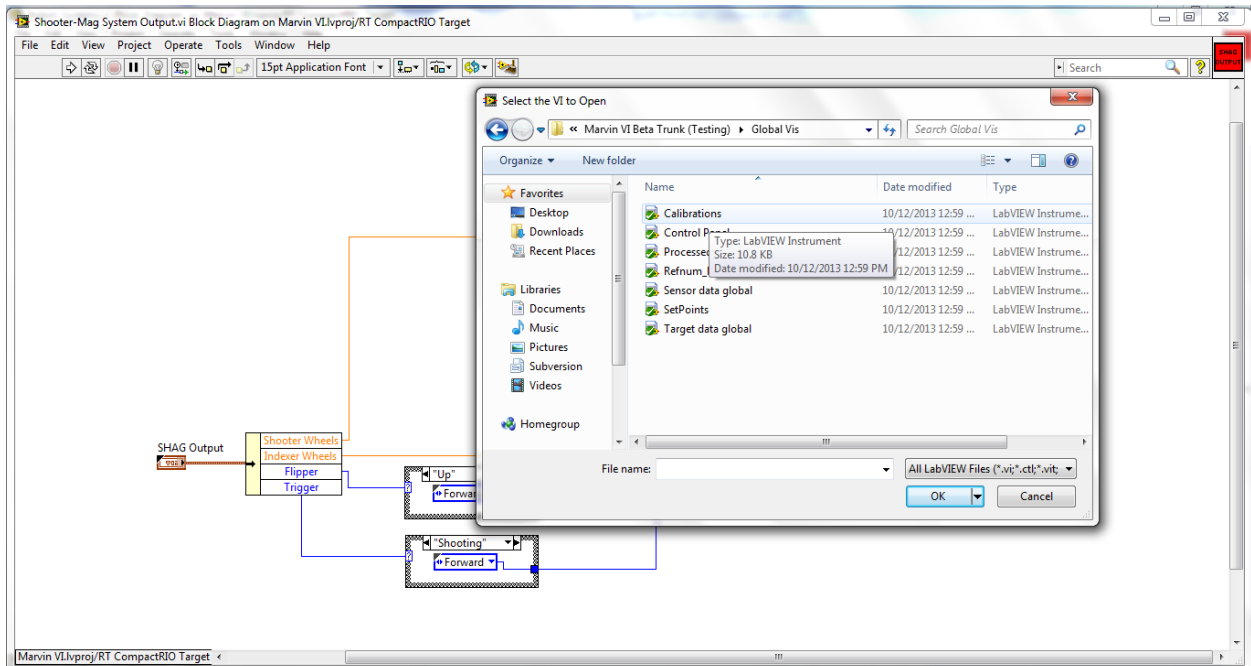 Shooter-Mag System Output.vi Block Diagram on Marvin VI.lvproj/RT CompactRIO Target
File Edit View Project Operate Tools Window Help
15pt Application Font
Search
SHAG
OUTPUT
Select the VI to Open
« Marvin VI Beta Trunk (Testing) Global Vis
Search Global Vis
Organize New folder
Favorites
Desktop
Downloads
Recent Places
Libraries
Documents
Music
Pictures
Subversion
Videos
Homegroup
Name Date modified Type
Calibrations 10/12/2013 12:59 ... LabVIEW Instrume...
Control 10/12/2013 12:59 ... LabVIEW Instrume...
/12/2013 12:59 ... LabVIEW Instrume...
Refnum_ /12/2013 12:59 ... LabVIEW Instrume...
Sensor data global 10/12/2013 12:59 ... LabVIEW Instrume...
SetPoints 10/12/2013 12:59 ... LabVIEW Instrume...
Target data global 10/12/2013 12:59 ... LabVIEW Instrume...
Type: LabVIEW Instrument
Size: 10.8 KB
Date modified: 10/12/2013 12:59 PM
File name:
All LabVIEW Files (*.vi;*.ctl;*.vit;
OK Cancel
SHAG Output
Shooter Wheels
Indexer Wheels
Flipper
Trigger
"Up"
Forwar
"Shooting"
Forward
Marvin VI.lvproj/RT CompactRIO Target